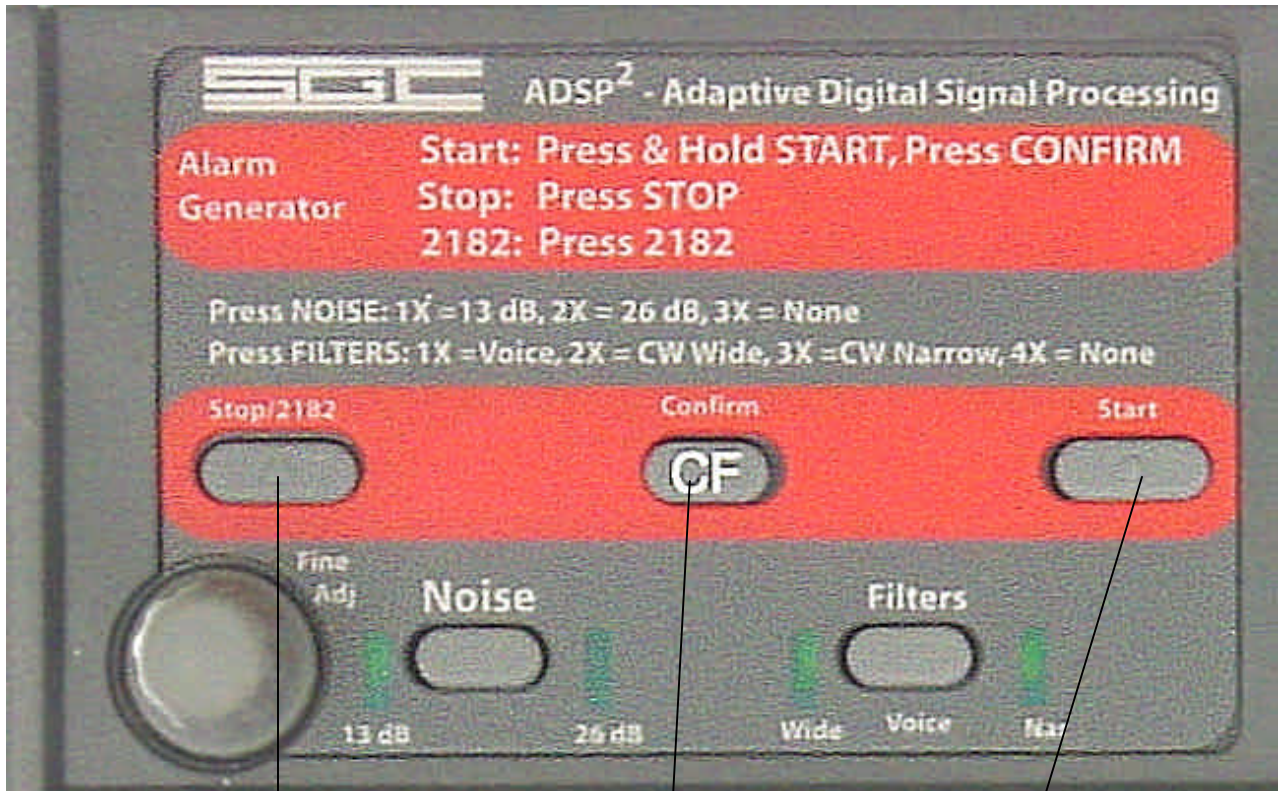 SGC ADSP² - Adaptive Digital Signal Processing
Alarm Generator
Start: Press & Hold START, Press CONFIRM
Stop: Press STOP
2182: Press 2182
Press NOISE: 1X =13 dB, 2X = 26 dB, 3X = None
Press FILTERS: 1X =Voice, 2X = CW Wide, 3X =CW Narrow, 4X = None
Stop/2182 Confirm Start
CF
Fine Adj
Noise Filters
13 dB 26 dB Wide Voice